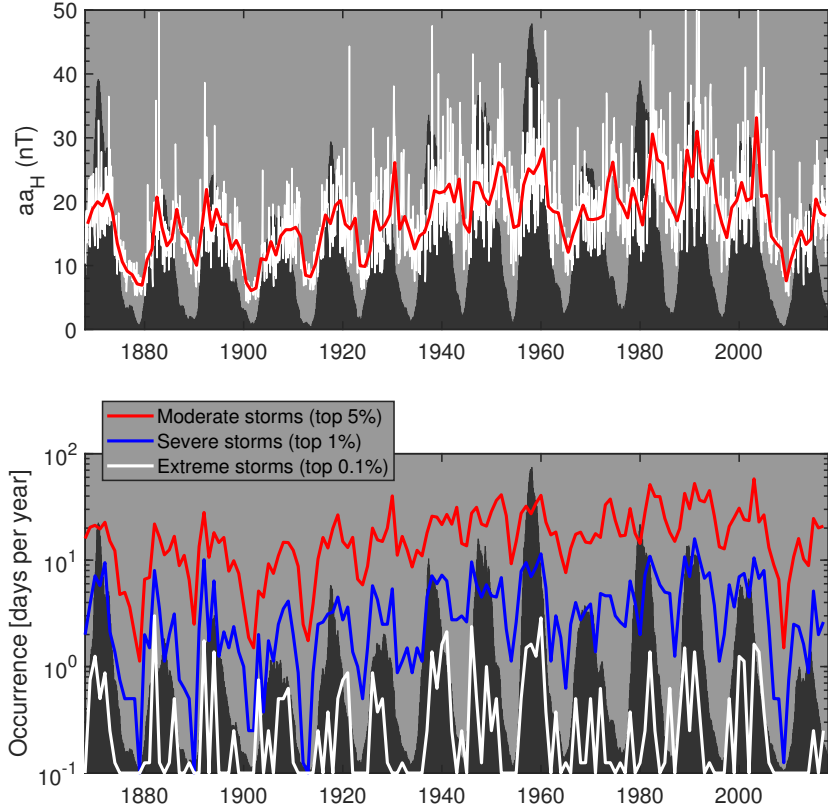 aa_H (nT)
50
40
30
20
10
0
1880 1900 1920 1940 1960 1980 2000
Moderate storms (top 5%)
Severe storms (top 1%)
Extreme storms (top 0.1%)
Occurrence [days per year]
10^2
10^1
10^0
10^-1
1880 1900 1920 1940 1960 1980 2000